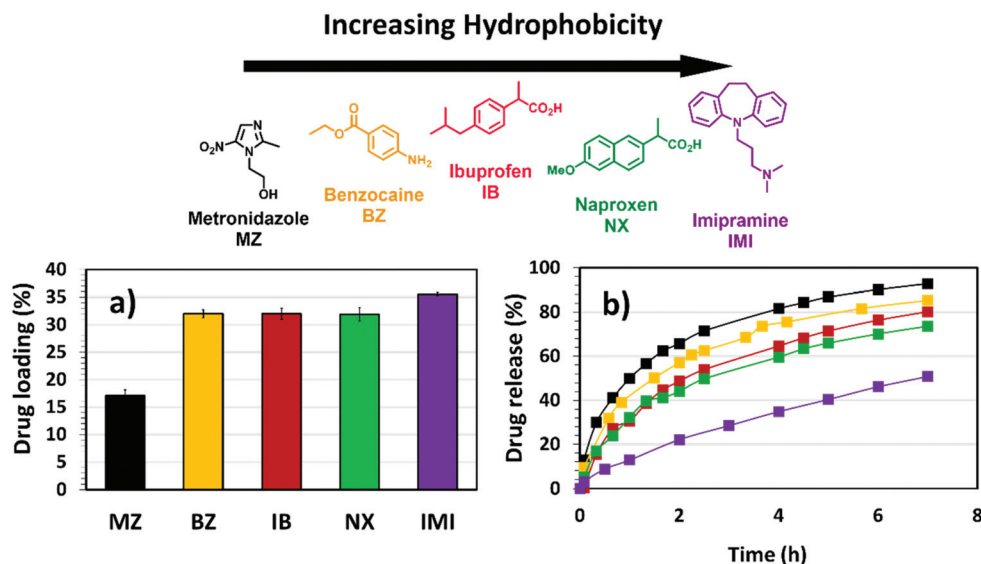 Increasing Hydrophobicity
O₂N
N
N
OH
Metronidazole
MZ
O
O
NH₂
Benzocaine
BZ
CO₂H
Ibuprofen
IB
MeO
CO₂H
Naproxen
NX
N
N
Imipramine
IMI
a)
Drug loading (%)
40
35
30
25
20
15
10
5
0
MZ BZ IB NX IMI
b)
Drug release (%)
100
80
60
40
20
0
0 2 4 6 8
Time (h)